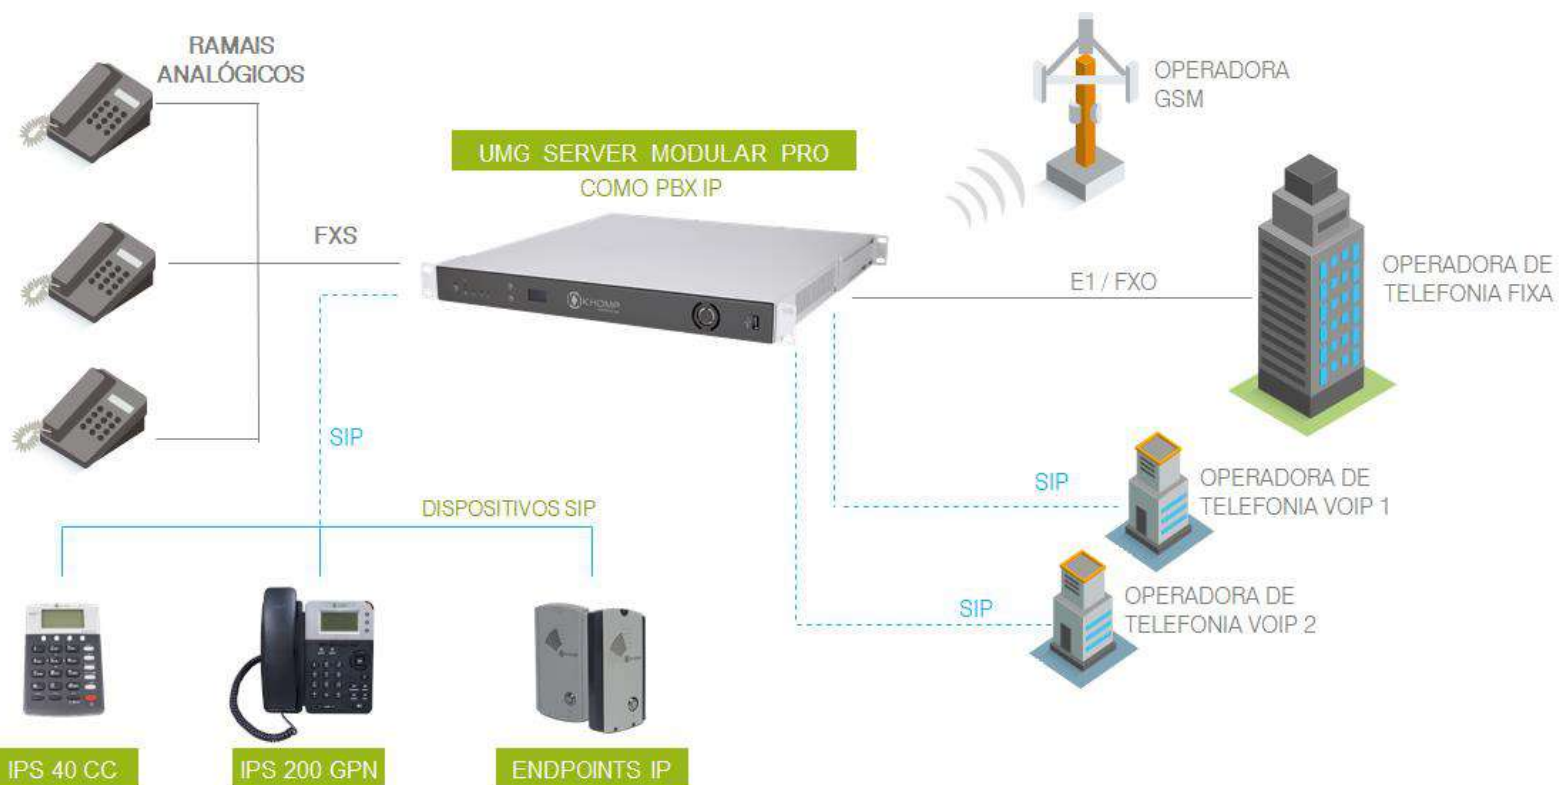 RAMAIS
ANALÓGICOS
OPERADORA
GSM
UMG SERVER MODULAR PRO
COMO PBX IP
FXS
KHOMP
E1 / FXO
OPERADORA DE
TELEFONIA FIXA
SIP
SIP
OPERADORA DE
TELEFONIA VOIP 1
DISPOSITIVOS SIP
SIP
OPERADORA DE
TELEFONIA VOIP 2
IPS 40 CC
IPS 200 GPN
ENDPOINTS IP